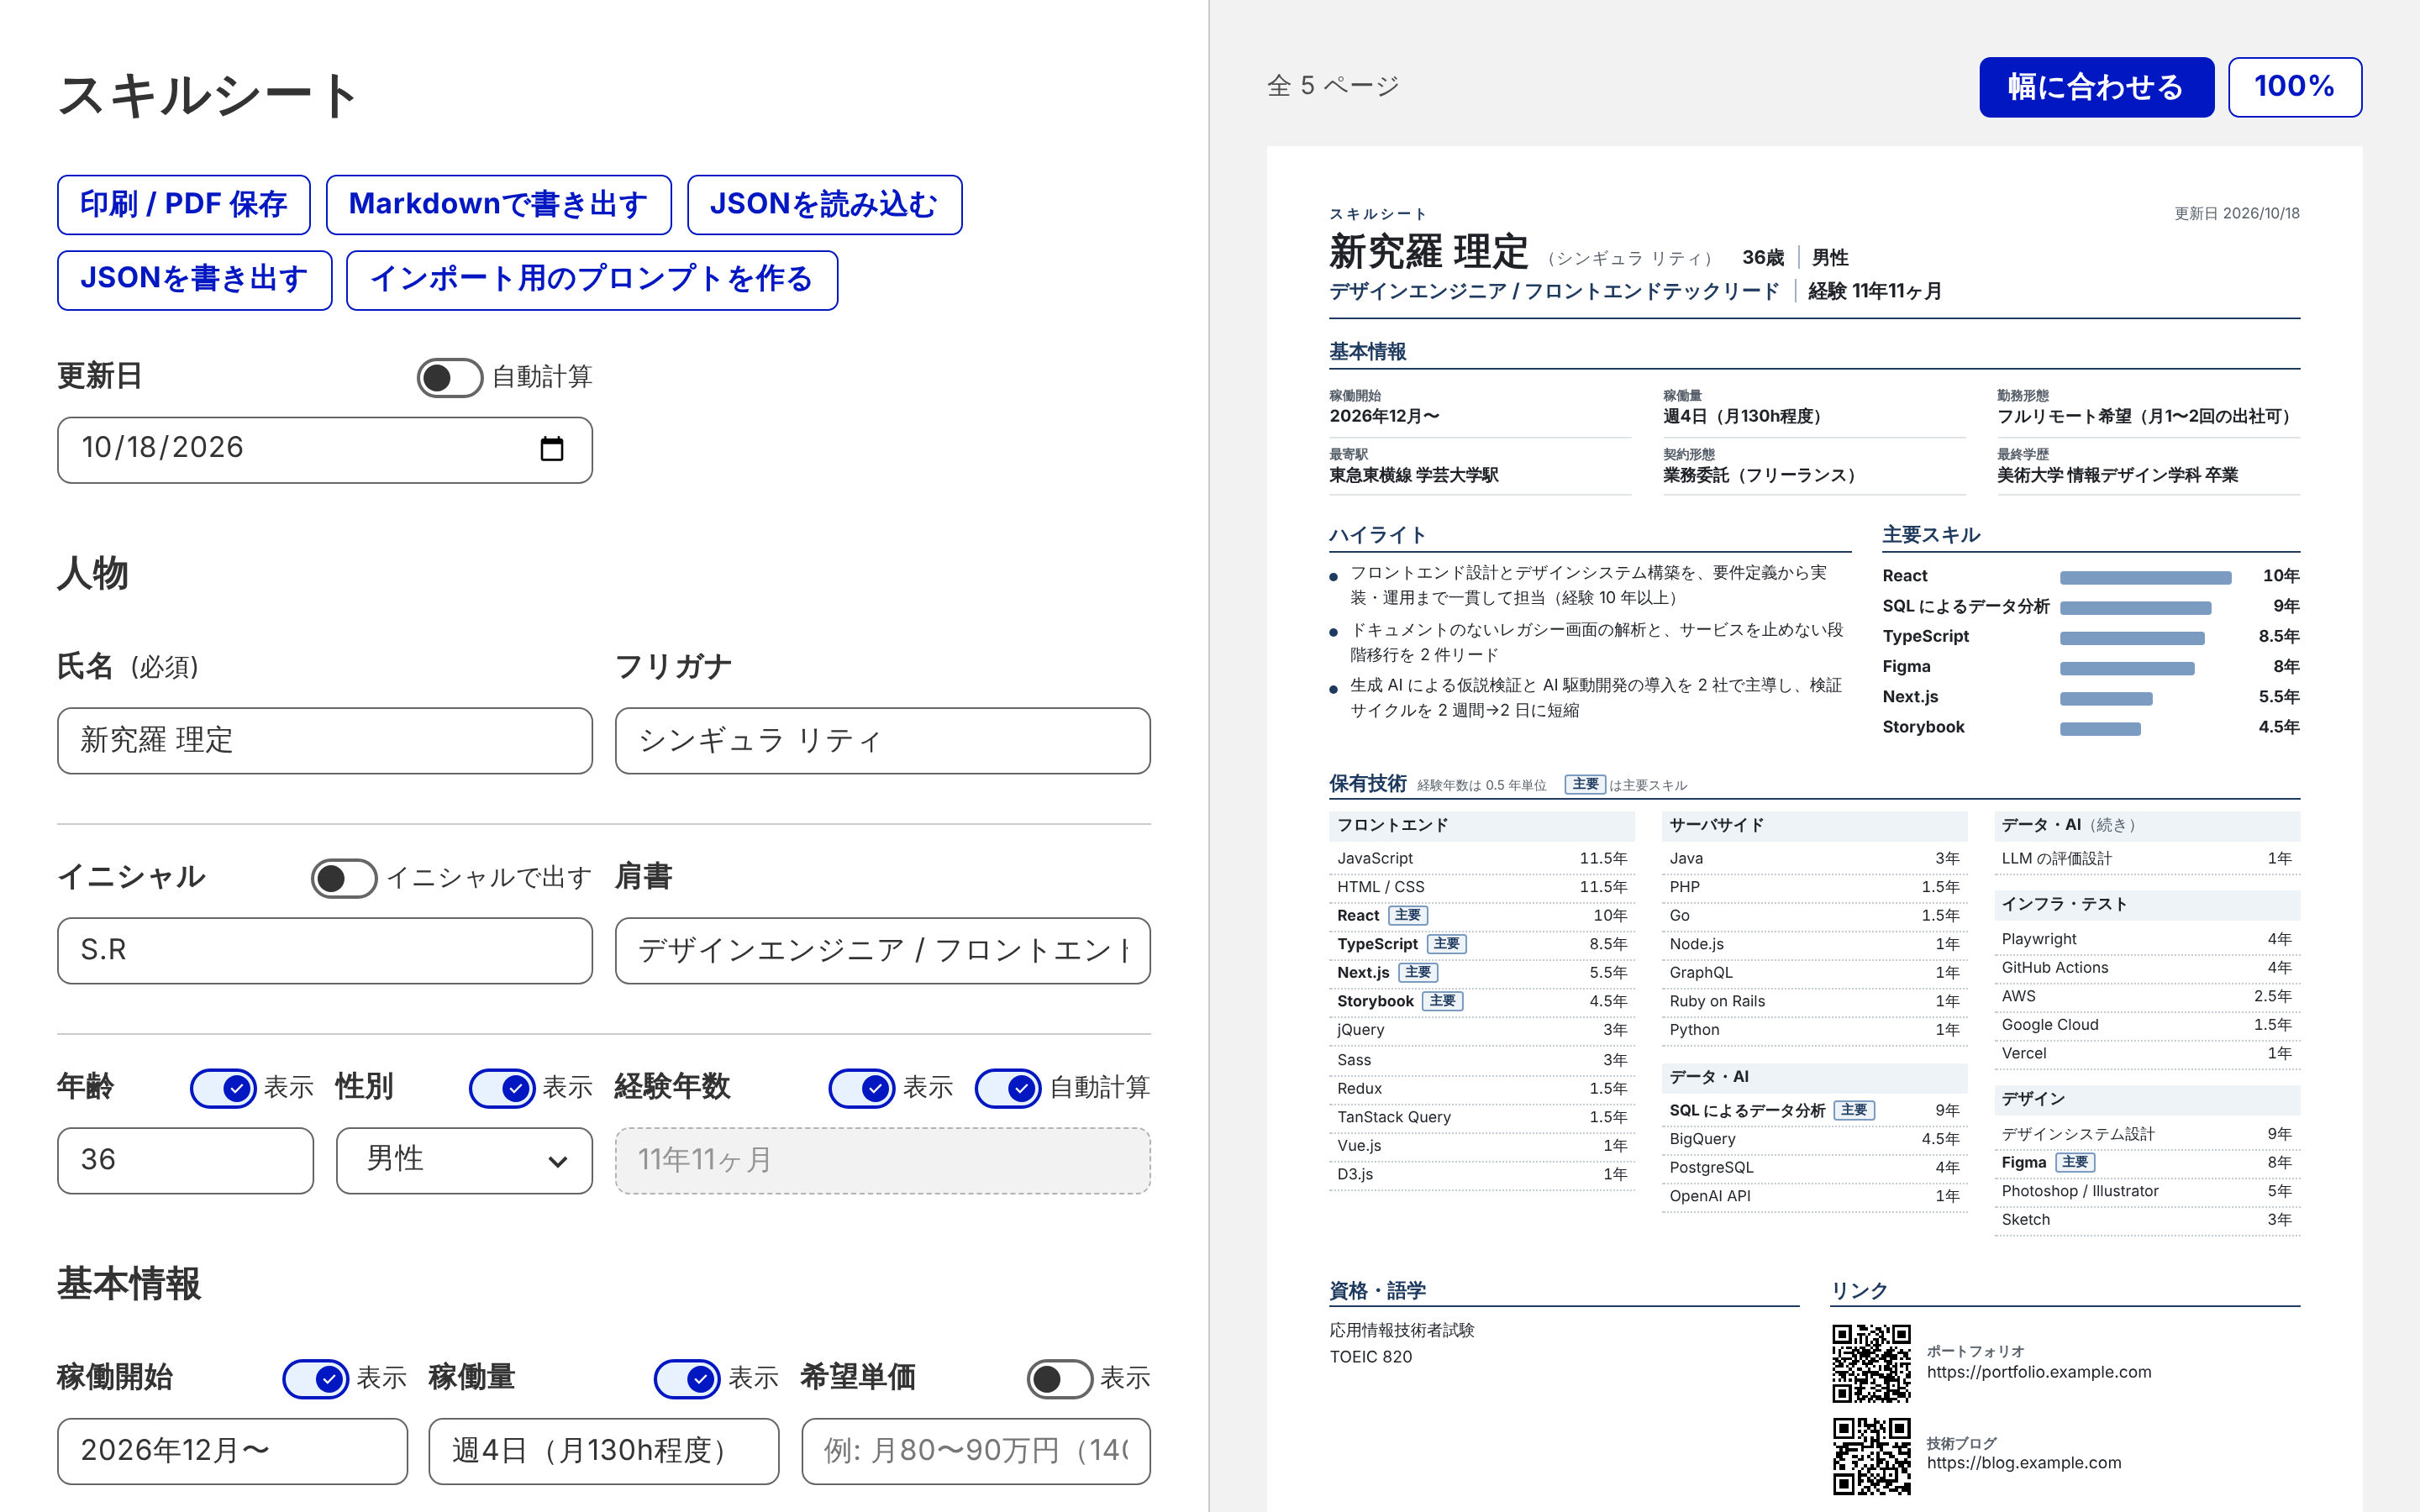 スキルシート
印刷 / PDF 保存
Markdownで書き出す
JSONを読み込む
JSONを書き出す
インポート用のプロンプトを作る
更新日
自動計算
10/18/2026
人物
氏名 (必須)
フリガナ
新究羅 理定
シンギュラ リティ
イニシャル
イニシャルで出す
肩書
S.R
デザインエンジニア / フロントエン
年齢
表示
性別
表示
経験年数
表示
自動計算
36
男性
11年11ヶ月
基本情報
稼働開始
表示
稼働量
表示
希望単価
表示
2026年12月〜
週4日（月130h程度）
例: 月80〜90万円（14
全 5 ページ
幅に合わせる
100%
スキルシート
更新日 2026/10/18
新究羅 理定 （シンギュラ リティ） 36歳 男性
デザインエンジニア / フロントエンドテックリード 経験 11年11ヶ月
基本情報
稼働開始
2026年12月〜
稼働量
週4日（月130h程度）
勤務形態
フルリモート希望（月1〜2回の出社可）
最寄駅
東急東横線 学芸大学駅
契約形態
業務委託（フリーランス）
最終学歴
美術大学 情報デザイン学科 卒業
ハイライト
フロントエンド設計とデザインシステム構築を、要件定義から実
装・運用まで一貫して担当（経験 10 年以上）
ドキュメントのないレガシー画面の解析と、サービスを止めない段
階移行を 2 件リード
生成 AI による仮説検証と AI 駆動開発の導入を 2 社で主導し、検証
サイクルを 2 週間→2 日に短縮
主要スキル
React 10年
SQL によるデータ分析 9年
TypeScript 8.5年
Figma 8年
Next.js 5.5年
Storybook 4.5年
保有技術 経験年数は 0.5 年単位 主要 は主要スキル
フロントエンド
JavaScript 11.5年
HTML / CSS 11.5年
React 主要 10年
TypeScript 主要 8.5年
Next.js 主要 5.5年
Storybook 主要 4.5年
jQuery 3年
Sass 3年
Redux 1.5年
TanStack Query 1.5年
Vue.js 1年
D3.js 1年
サーバサイド
Java 3年
PHP 1.5年
Go 1.5年
Node.js 1年
GraphQL 1年
Ruby on Rails 1年
Python 1年
データ・AI
SQL によるデータ分析 主要 9年
BigQuery 4.5年
PostgreSQL 4年
OpenAI API 1年
データ・AI（続き）
LLM の評価設計 1年
インフラ・テスト
Playwright 4年
GitHub Actions 4年
AWS 2.5年
Google Cloud 1.5年
Vercel 1年
デザイン
デザインシステム設計 9年
Figma 主要 8年
Photoshop / Illustrator 5年
Sketch 3年
資格・語学
応用情報技術者試験
TOEIC 820
リンク
ポートフォリオ
https://portfolio.example.com
技術ブログ
https://blog.example.com